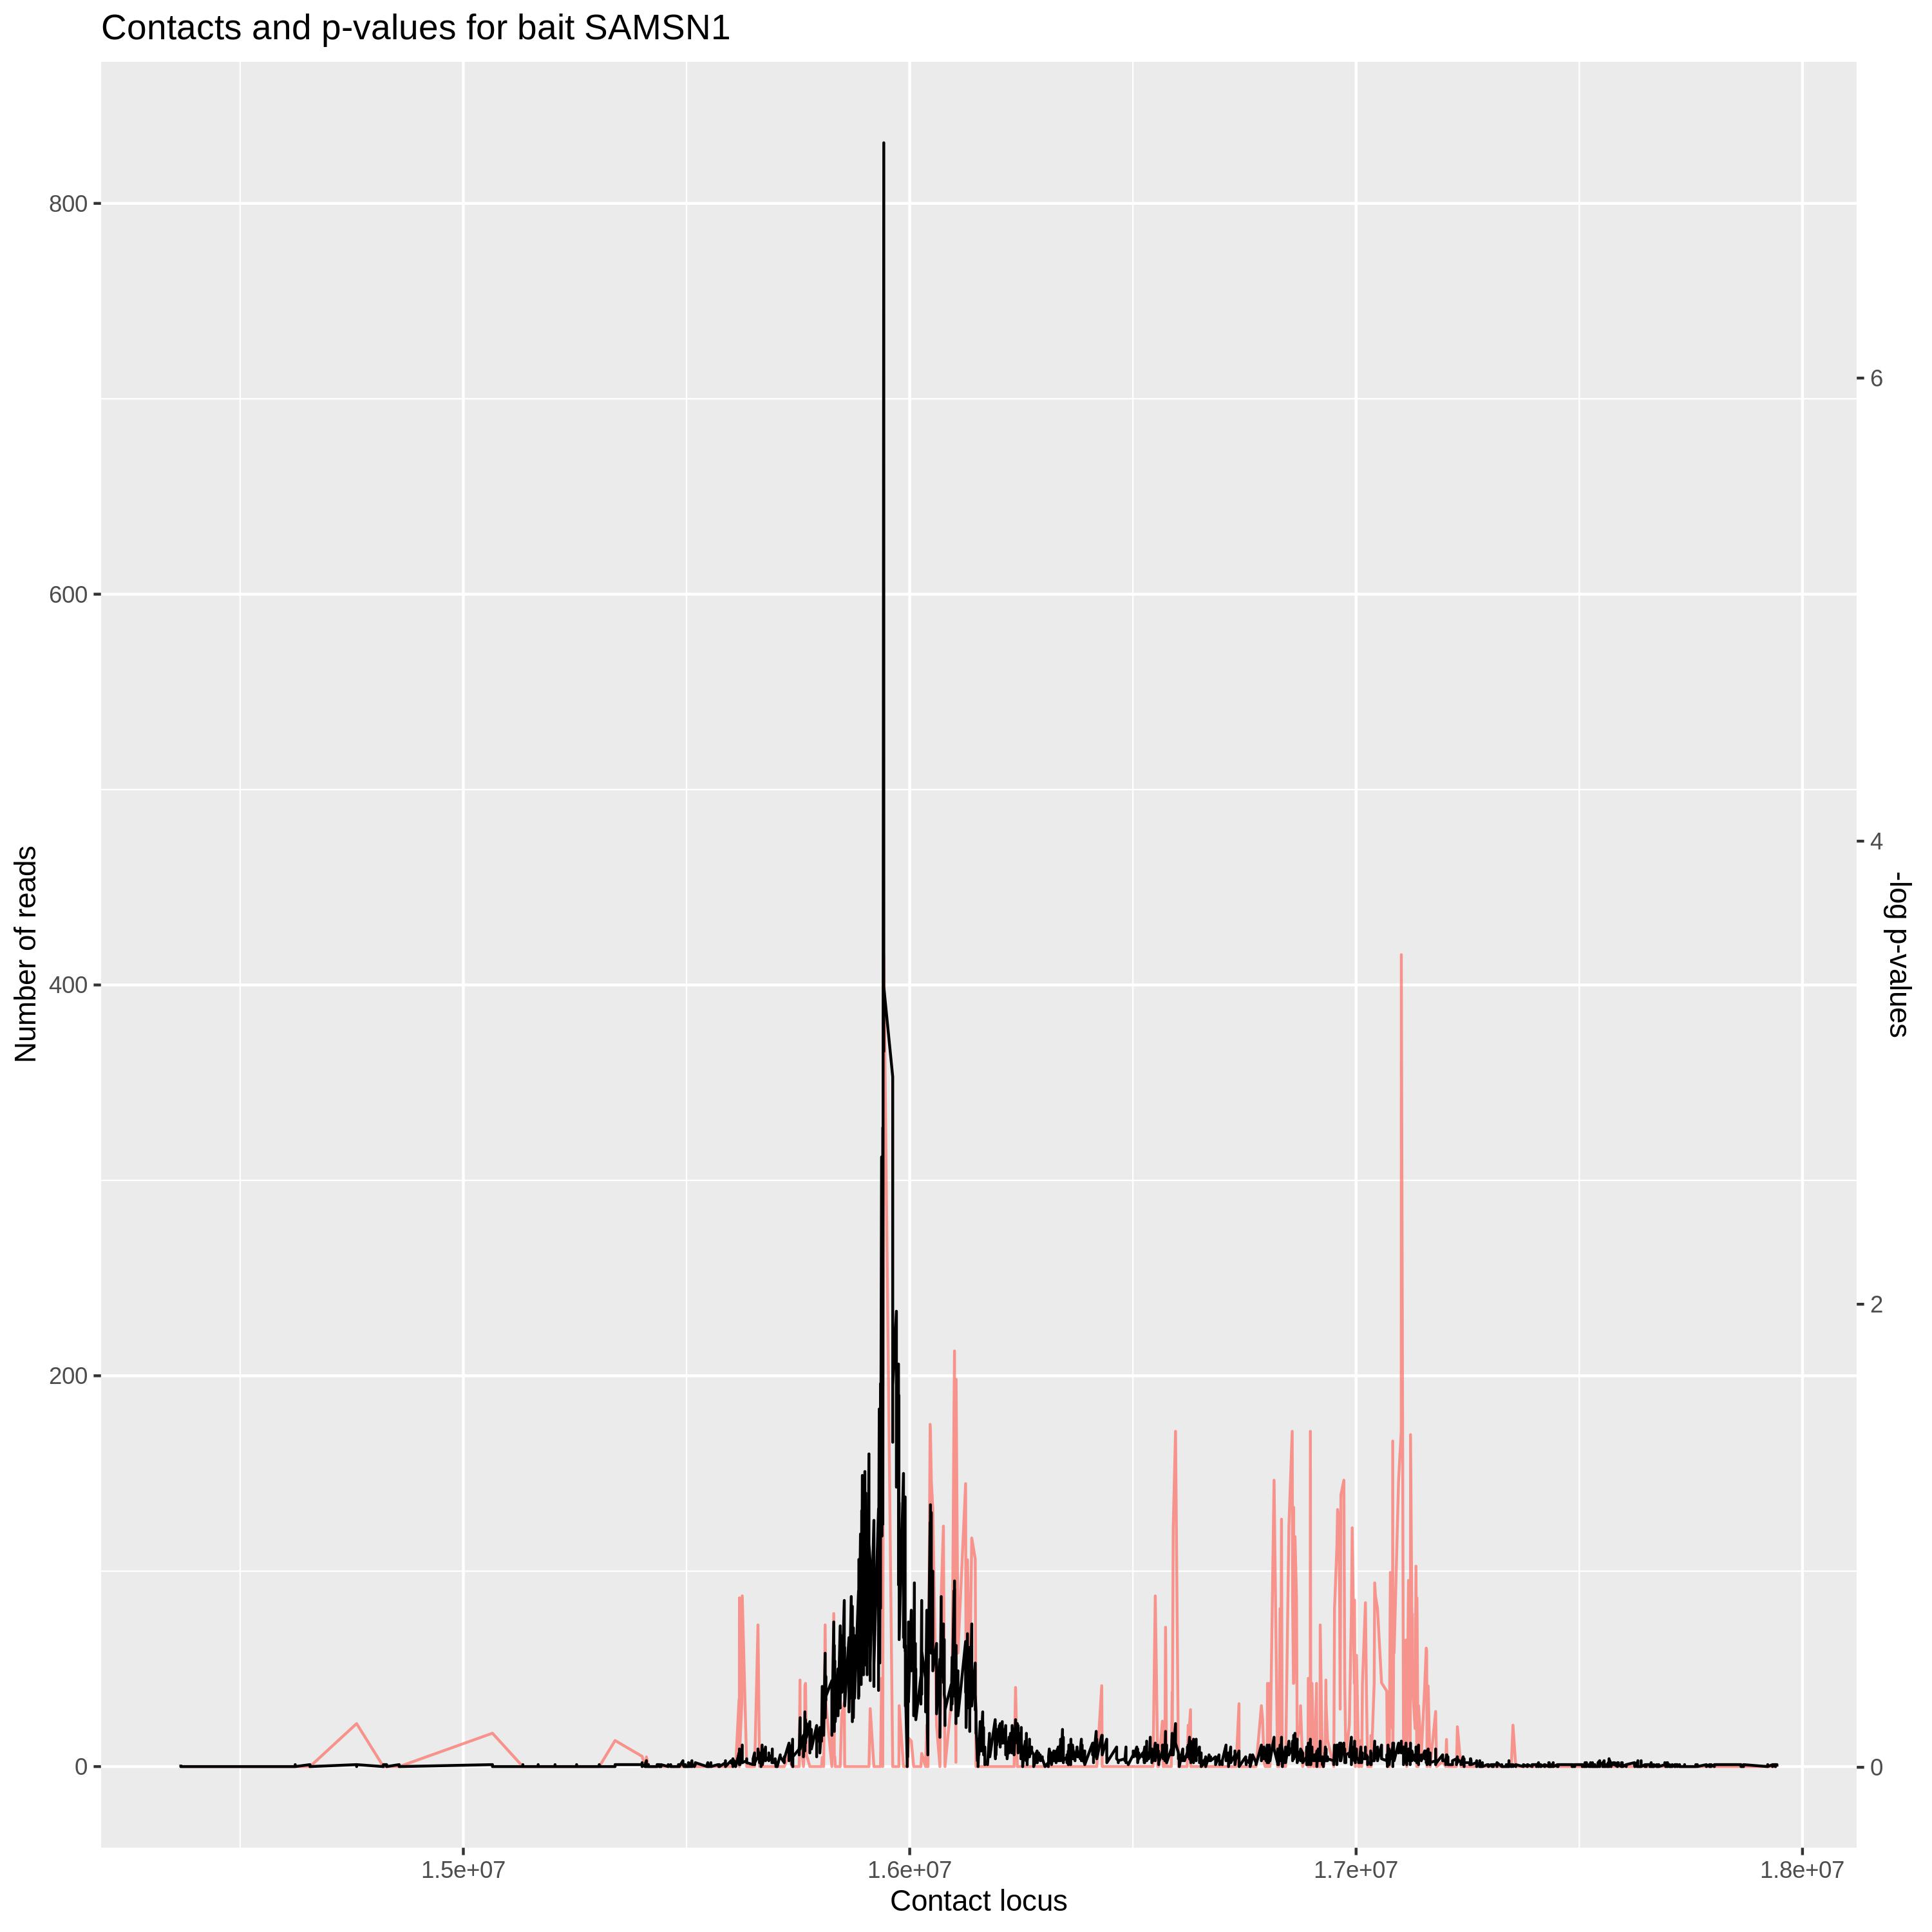 Contacts and p-values for bait SAMSN1
800
600
400
200
0
Number of reads
6
4
2
0
-log p-values
1.5e+07
1.6e+07
1.7e+07
1.8e+07
Contact locus